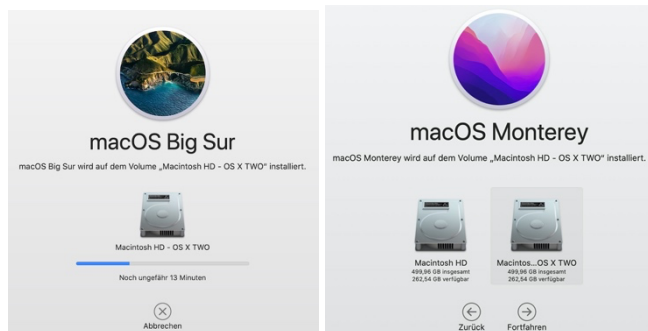 macOS Big Sur
macOS Big Sur wird auf dem Volume „Macintosh HD - OS X TWO" installiert.
Macintosh HD - OS X TWO
Noch ungefähr 13 Minuten
Abbrechen
macOS Monterey
macOS Monterey wird auf dem Volume „Macintosh HD - OS X TWO" installiert.
Macintosh HD
499,96 GB insgesamt
262,54 GB verfügbar
Macintos...OS X TWO
499,96 GB insgesamt
262,54 GB verfügbar
Zurück
Fortfahren